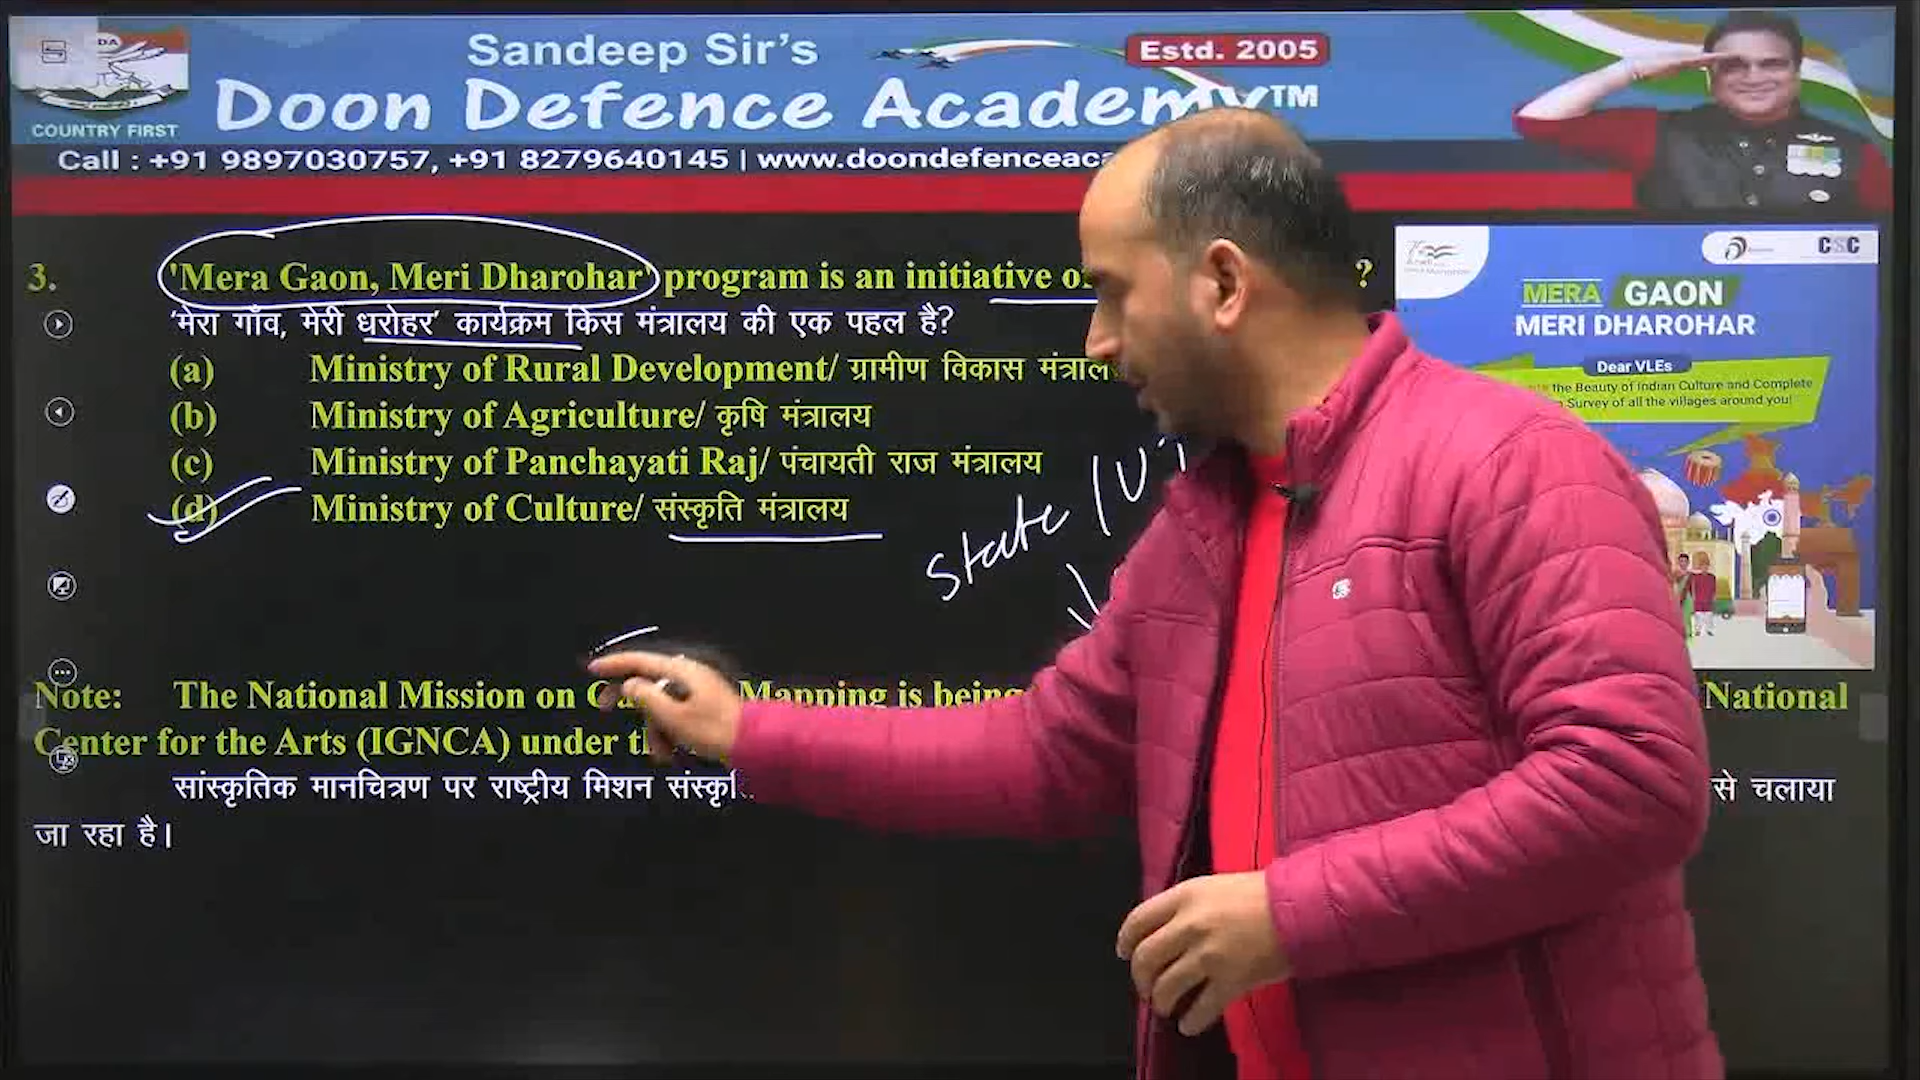 Sandeep Sir's
Estd. 2005
Doon Defence Academy™
COUNTRY FIRST
Call : +91 9897030757, +91 8279640145 | www.doondefenceaca
3. 'Mera Gaon, Meri Dharohar' program is an initiative ?
'मेरा गाँव, मेरी धरोहर' कार्यक्रम किस मंत्रालय की एक पहल है?
(a) Ministry of Rural Development/ ग्रामीण विकास
(b) Ministry of Agriculture/ कृषि मंत्रालय
(c) Ministry of Panchayati Raj/ पंचायती राज मंत्रालय
(d) Ministry of Culture/ संस्कृति मंत्रालय
State /
CSC
MERA GAON
MERI DHAROHAR
Dear VLEs
the Beauty of Indian Culture and Complete
Survey of all the villages around you!
Note: The National Mission on Mapping is being National
Center for the Arts (IGNCA) under
सांस्कृतिक मानचित्रण पर राष्ट्रीय मिशन से चलाया
जा रहा है।